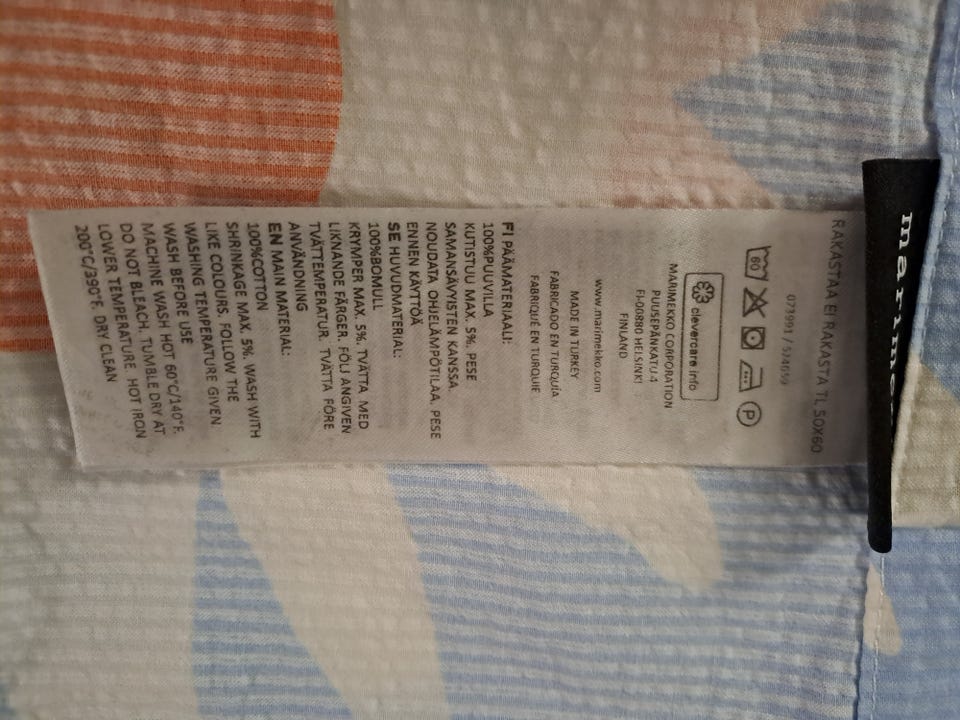 RAKASTAA EI RAKASTA TL 50X60
073991 /
60
P
clevercare.info
MARIMEKKO CORPORATION
PUUSEPÄNKATU 4
FI-00880 HELSINKI
FINLAND
www.marimekko.com
MADE IN TURKEY
FABRICADO EN TURQUÍA
FABRIQUÉ EN TURQUIE
FI PÄÄMATERIAALI:
100%PUUVILLA
KUTISTUU MAX. 5%. PESE
SAMANSÄVYISTEN KANSSA.
NOUDATA OHJELÄMPÖTILAA. PESE
ENNEN KÄYTTÖÄ
SE HUVUDMATERIAL:
100%BOMULL
KRYMPER MAX. 5%. TVÄTTA MED
LIKNANDE FÄRGER. FÖLJ ANGIVEN
TVÄTTEMPERATUR. TVÄTTA FÖRE
ANVÄNDNING
EN MAIN MATERIAL:
100%COTTON
SHRINKAGE MAX. 5%. WASH WITH
LIKE COLOURS. FOLLOW THE
WASHING TEMPERATURE GIVEN.
WASH BEFORE USE
MACHINE WASH HOT 60°C/140°F.
DO NOT BLEACH. TUMBLE DRY AT
LOWER TEMPERATURE. HOT IRON
200°C/390°F. DRY CLEAN